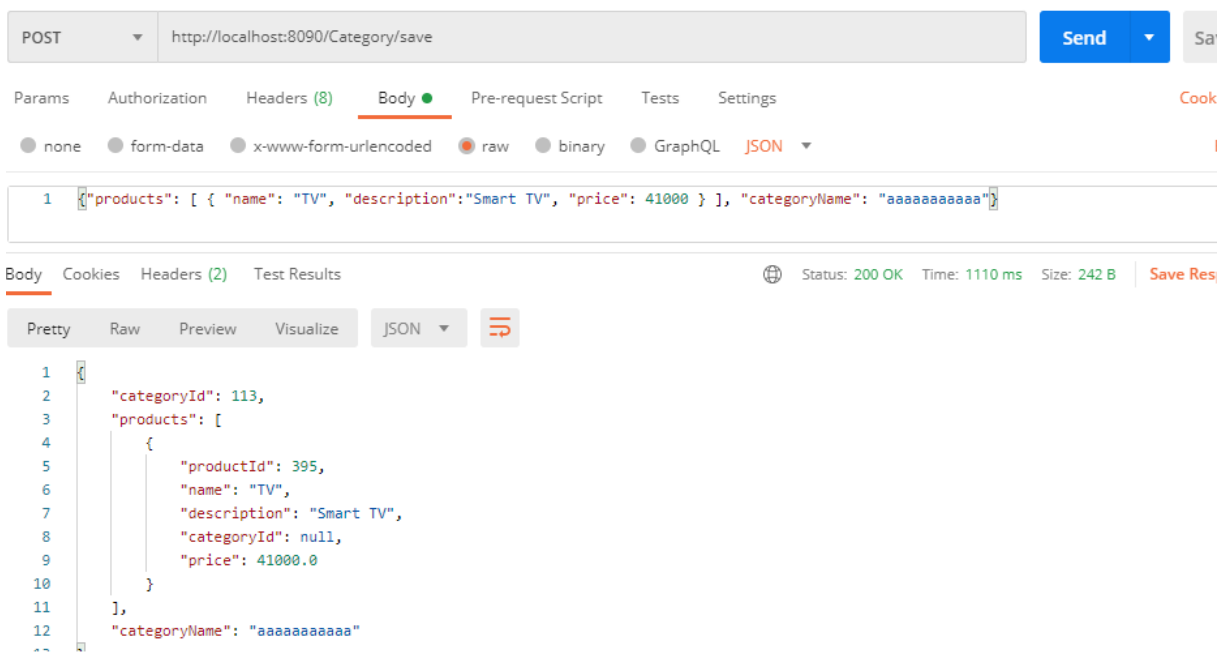 POST http://localhost:8090/Category/save Send
Params Authorization Headers (8) Body Pre-request Script Tests Settings
none form-data x-www-form-urlencoded raw binary GraphQL JSON
1 {"products": [ { "name": "TV", "description":"Smart TV", "price": 41000 } ], "categoryName": "aaaaaaaaaaa"}
Body Cookies Headers (2) Test Results Status: 200 OK Time: 1110 ms Size: 242 B Save
Pretty Raw Preview Visualize JSON
1 {
2 "categoryId": 113,
3 "products": [
4 {
5 "productId": 395,
6 "name": "TV",
7 "description": "Smart TV",
8 "categoryId": null,
9 "price": 41000.0
10 }
11 ],
12 "categoryName": "aaaaaaaaaaa"